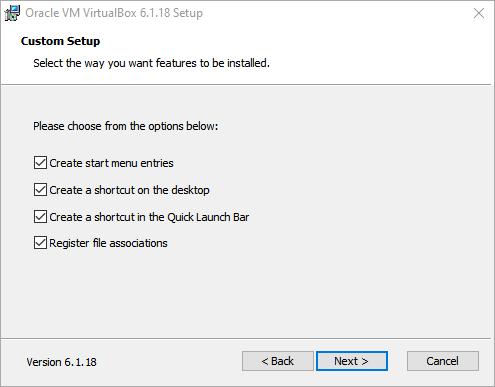 Oracle VM VirtualBox 6.1.18 Setup
Custom Setup
Select the way you want features to be installed.
Please choose from the options below:
Create start menu entries
Create a shortcut on the desktop
Create a shortcut in the Quick Launch Bar
Register file associations
Version 6.1.18
< Back
Next >
Cancel